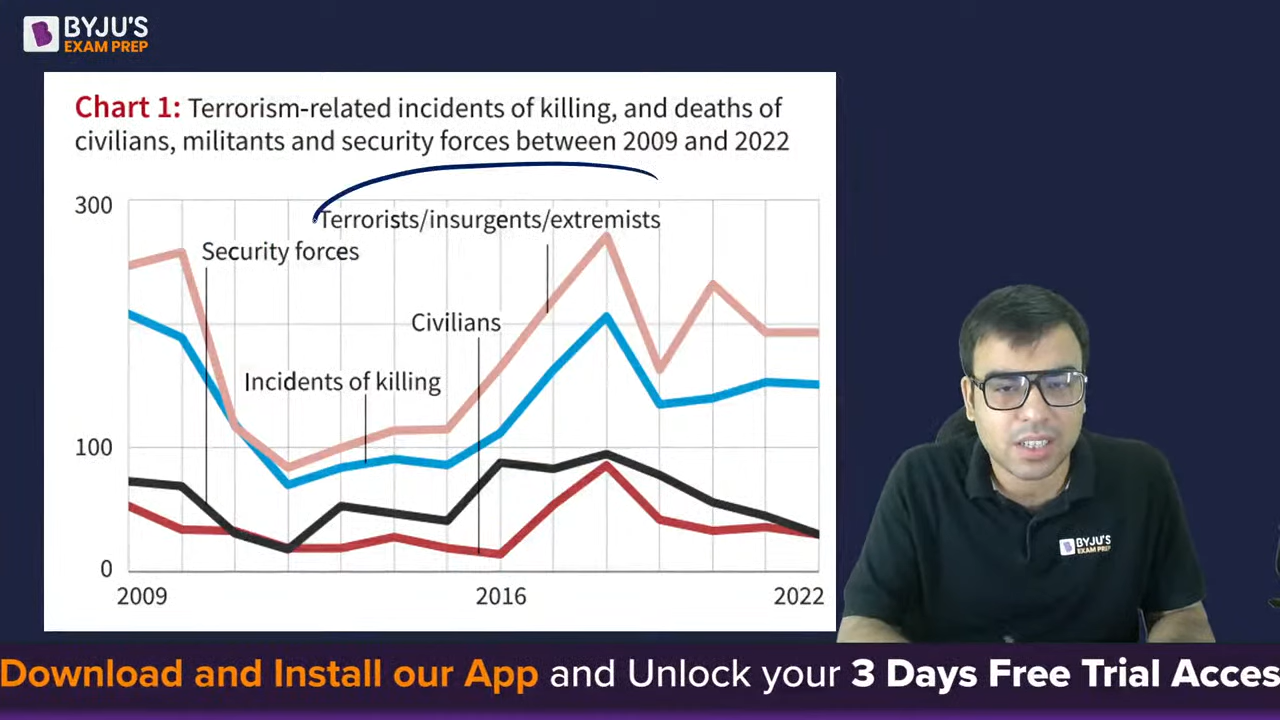 BYJU'S
EXAM PREP
Chart 1: Terrorism-related incidents of killing, and deaths of
civilians, militants and security forces between 2009 and 2022
300
Terrorists/insurgents/extremists
Security forces
Civilians
Incidents of killing
100
0
2009
2016
2022
BYJU'S
EXAM PREP
Download and Install our App and Unlock your 3 Days Free Trial Acces